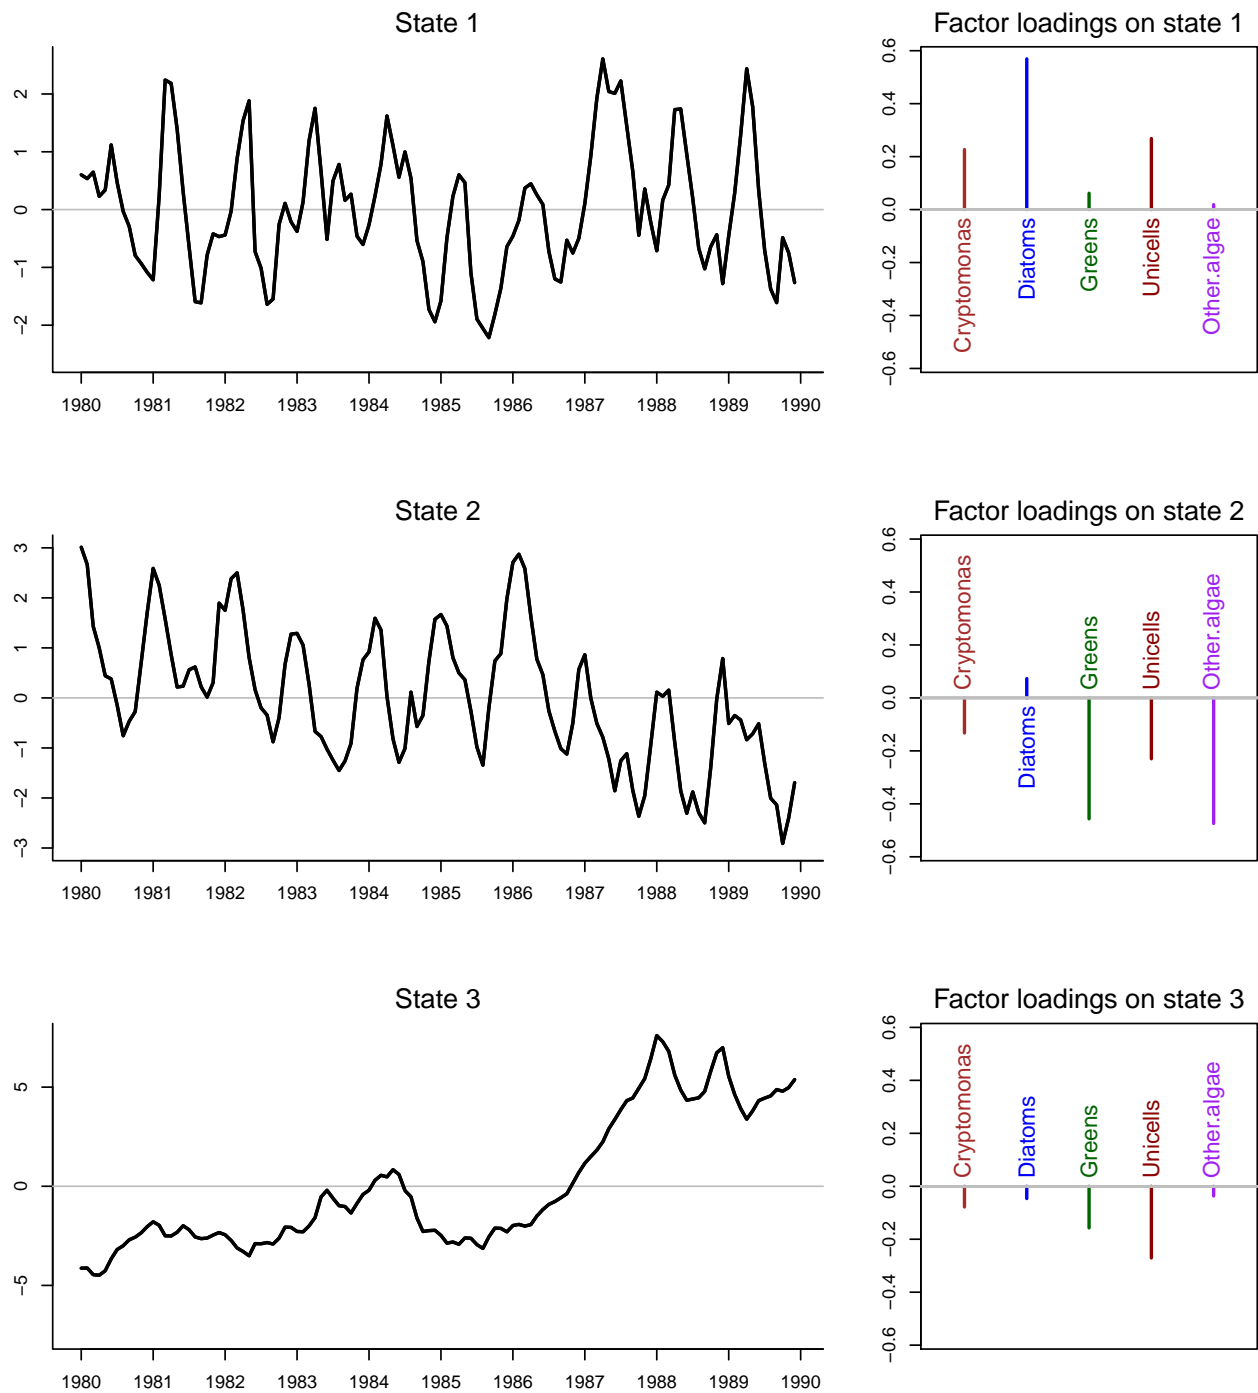 State 1
2
1
0
−1
−2
1980 1981 1982 1983 1984 1985 1986 1987 1988 1989 1990
Factor loadings on state 1
0.6
0.4
0.2
0.0
−0.2
−0.4
−0.6
Cryptomonas
Diatoms
Greens
Unicells
Other.algae
State 2
3
2
1
0
−1
−2
−3
1980 1981 1982 1983 1984 1985 1986 1987 1988 1989 1990
Factor loadings on state 2
0.6
0.4
0.2
0.0
−0.2
−0.4
−0.6
Cryptomonas
Diatoms
Greens
Unicells
Other.algae
State 3
5
0
−5
1980 1981 1982 1983 1984 1985 1986 1987 1988 1989 1990
Factor loadings on state 3
0.6
0.4
0.2
0.0
−0.2
−0.4
−0.6
Cryptomonas
Diatoms
Greens
Unicells
Other.algae